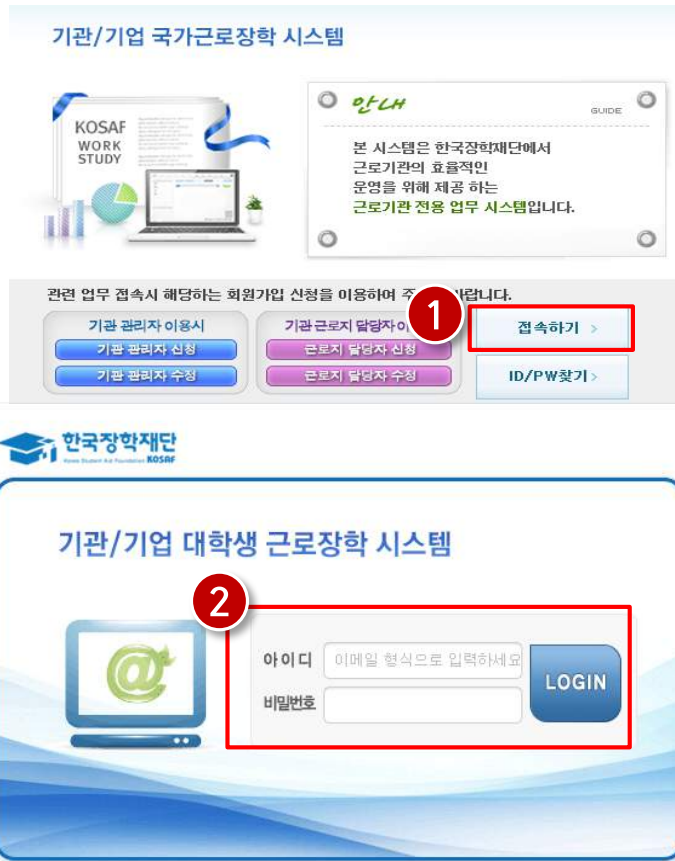 기관/기업 국가근로장학 시스템
KOSAF
WORK
STUDY
안내
GUIDE
본 시스템은 한국장학재단에서
근로기관의 효율적인
운영을 위해 제공 하는
근로기관 전용 업무 시스템입니다.
관련 업무 접속시 해당하는 회원가입 신청을 이용하여 주 랍니다.
1
기관 관리자 이용시
기관 관리자 신청
기관 관리자 수정
기관 근로지 담당자 이
근로지 담당자 신청
근로지 담당자 수정
접속하기 >
ID/PW찾기 >
한국장학재단
Korea Student Aid Foundation KOSAF
기관/기업 대학생 근로장학 시스템
2
@
아이디 이메일 형식으로 입력하세요
비밀번호
LOGIN